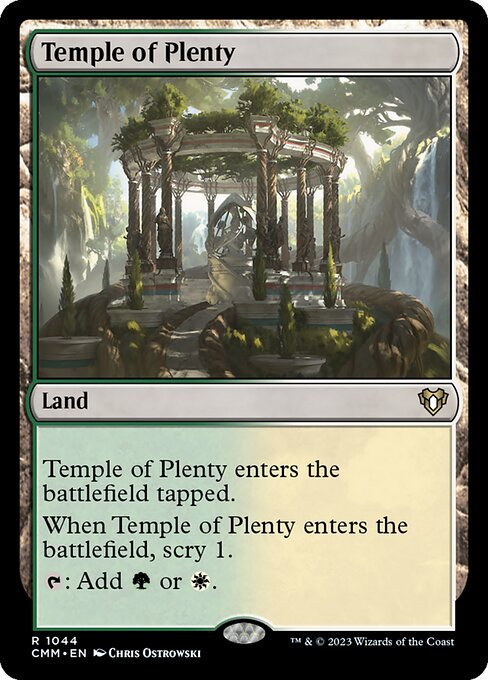 Temple of Plenty
Land
Temple of Plenty enters the
battlefield tapped.
When Temple of Plenty enters the
battlefield, scry 1.
: Add or .
R 1044
™ & © 2023 Wizards of the Coast
CMM • EN Chris Ostrowski